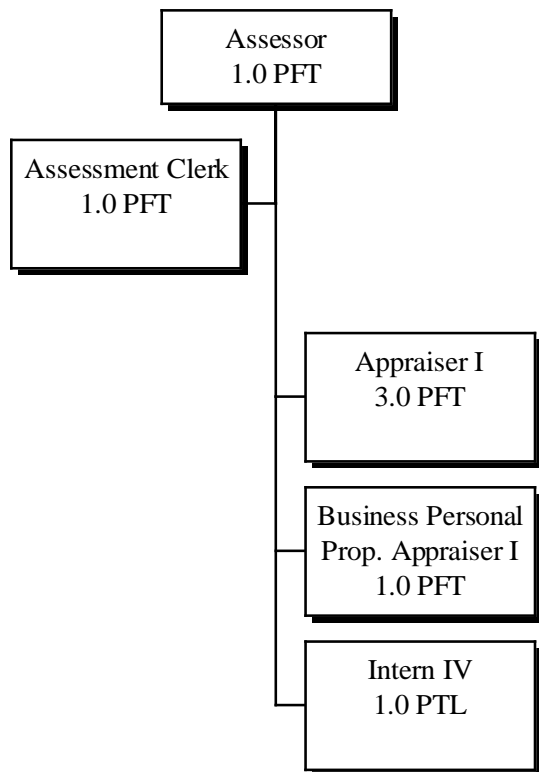 Assessor
1.0 PFT
Assessment Clerk
1.0 PFT
Appraiser I
3.0 PFT
Business Personal
Prop. Appraiser I
1.0 PFT
Intern IV
1.0 PTL